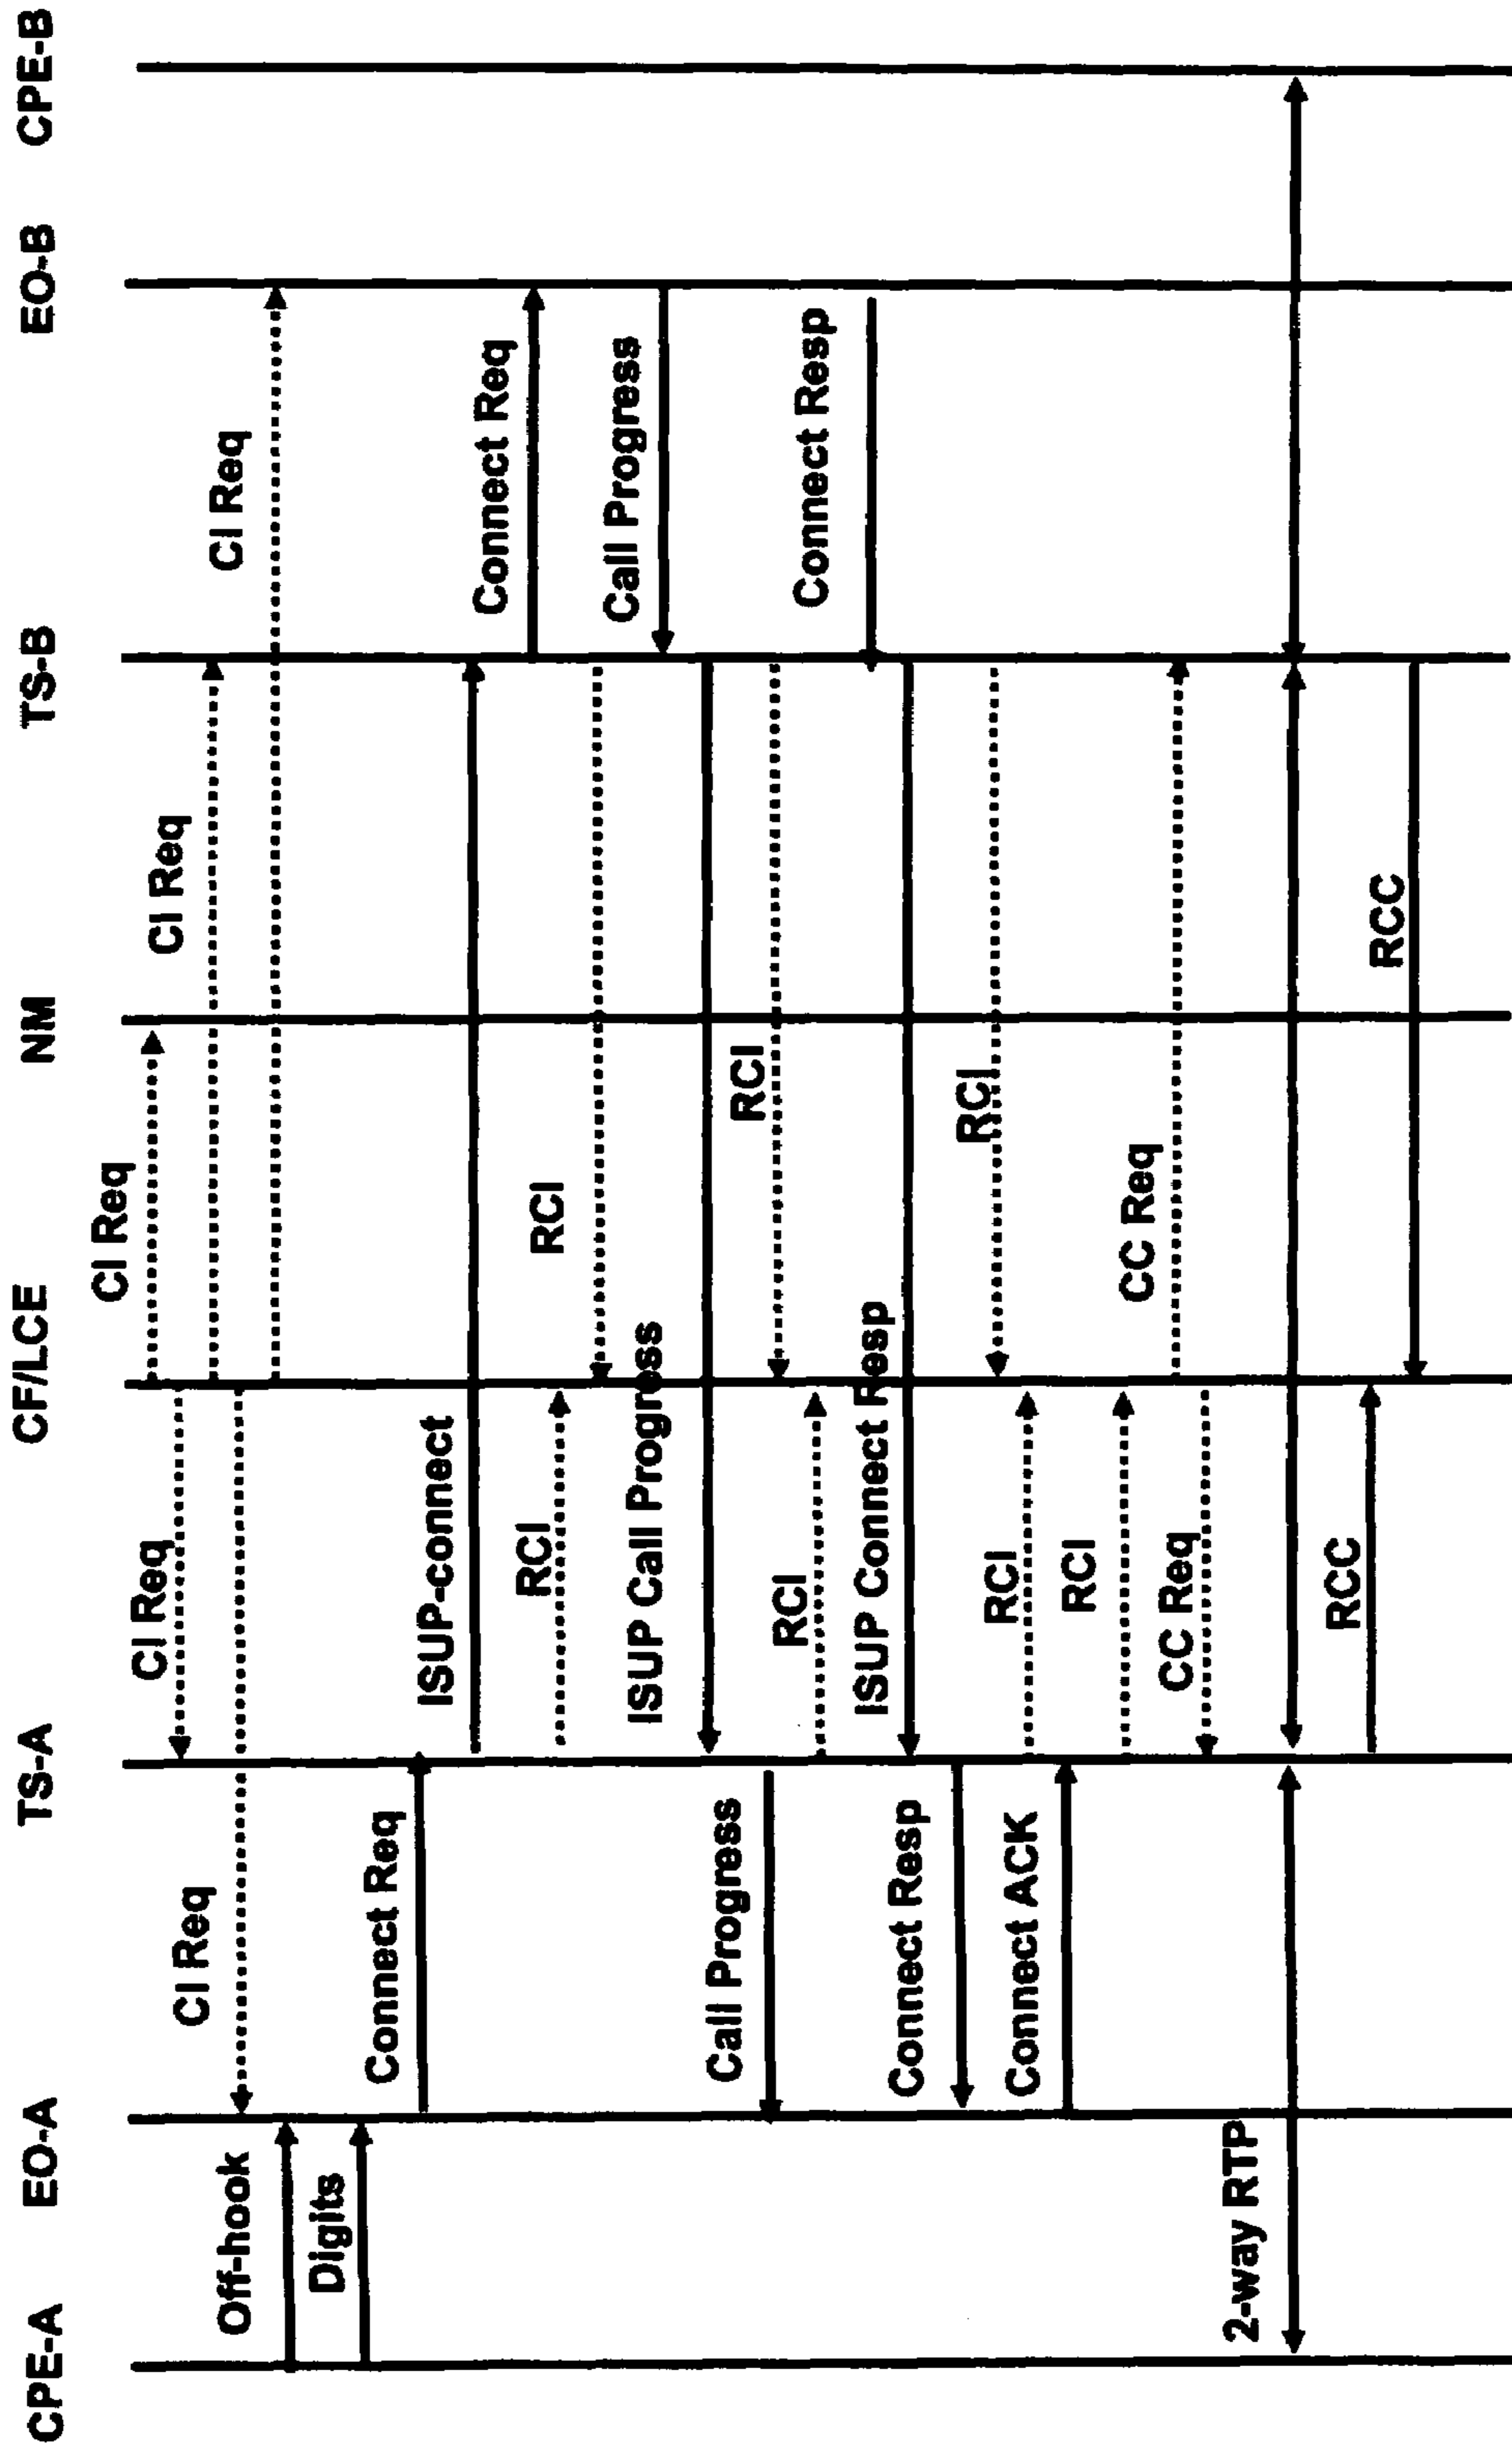 CPE-A EO-A TS-A CF/LCE NM TS-B EO-B CPE-B
CI Req
CI Req
CI Req
CI Req
CI Req
Off-hook
Digits
Connect Req
ISUP-connect
Connect Req
RCI
RCI
Call Progress
ISUP Call Progress
Call Progress
RCI
RCI
Connect Resp
ISUP Connect Resp
Connect Resp
RCI
RCI
Connect ACK
RCI
CC Req
CC Req
2-way RTP
RCC
RCC